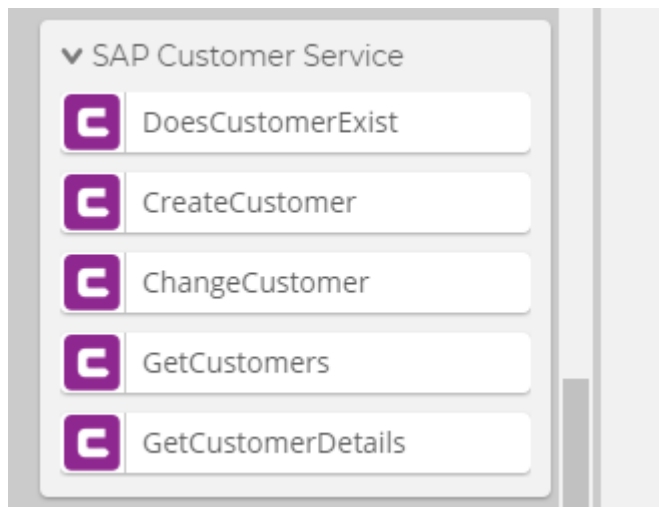 SAP Customer Service
DoesCustomerExist
CreateCustomer
ChangeCustomer
GetCustomers
GetCustomerDetails